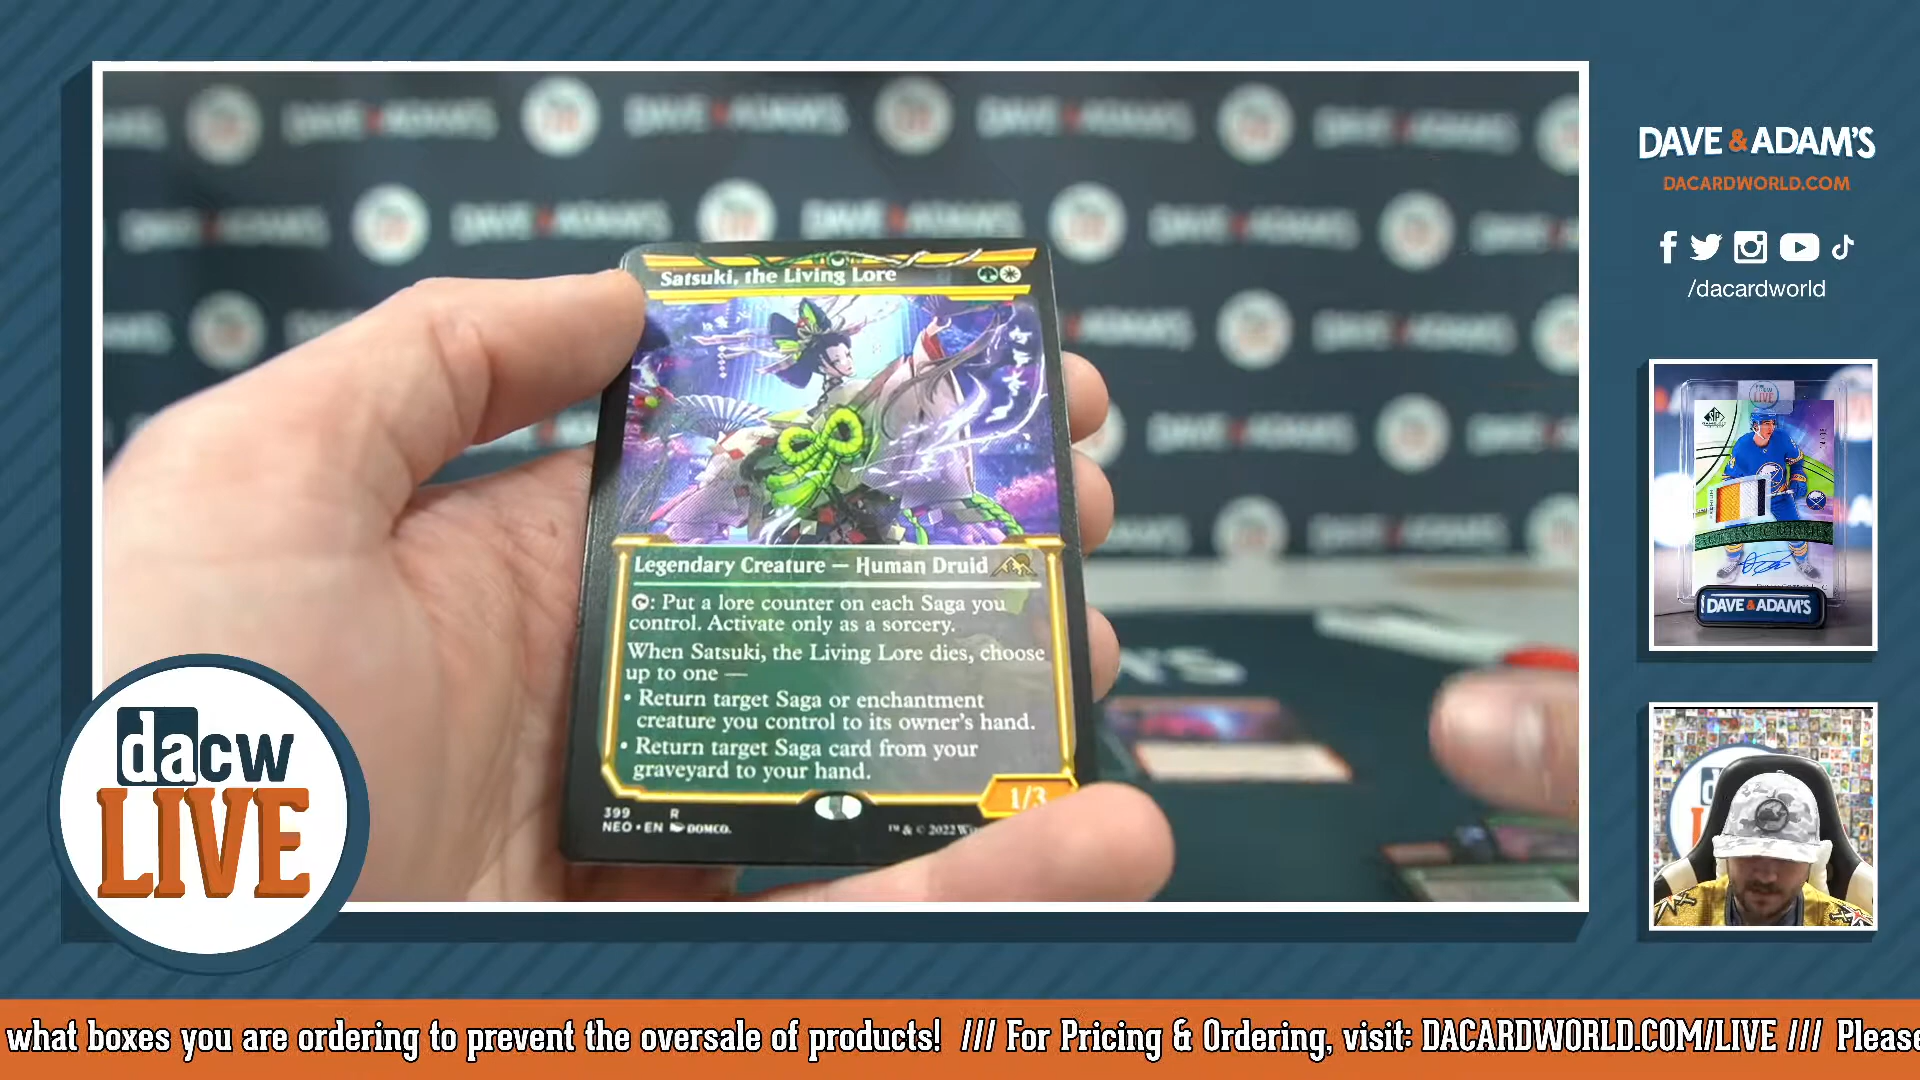 DAVE & ADAM'S
DACARDWORLD.COM
/dacardworld
Satsuki, the Living Lore
Legendary Creature — Human Druid
: Put a lore counter on each Saga you
control. Activate only as a sorcery.
When Satsuki, the Living Lore dies, choose
up to one —
• Return target Saga or enchantment
creature you control to its owner's hand.
• Return target Saga card from your
graveyard to your hand.
1/3
399 R
NEO • EN DOMCO.
™ & © 2022
DAVE & ADAM'S
dacw
LIVE
what boxes you are ordering to prevent the oversale of products! /// For Pricing & Ordering, visit: DACARDWORLD.COM/LIVE /// Please